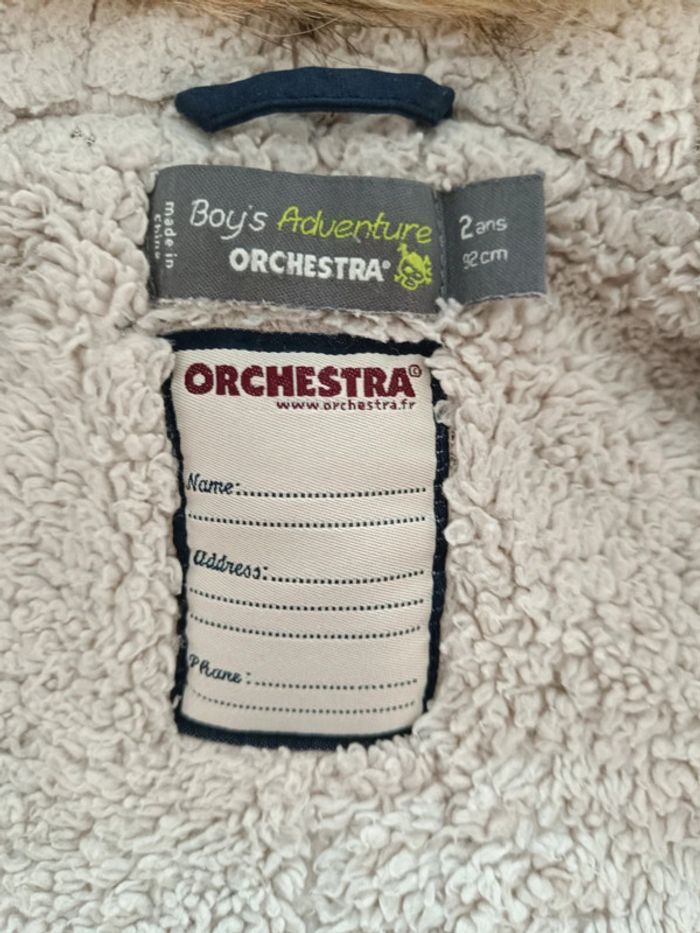 made in
china
Boy's Adventure
ORCHESTRA®
2 ans
92 cm
ORCHESTRA©
www.orchestra.fr
Name:
Address:
Phone: